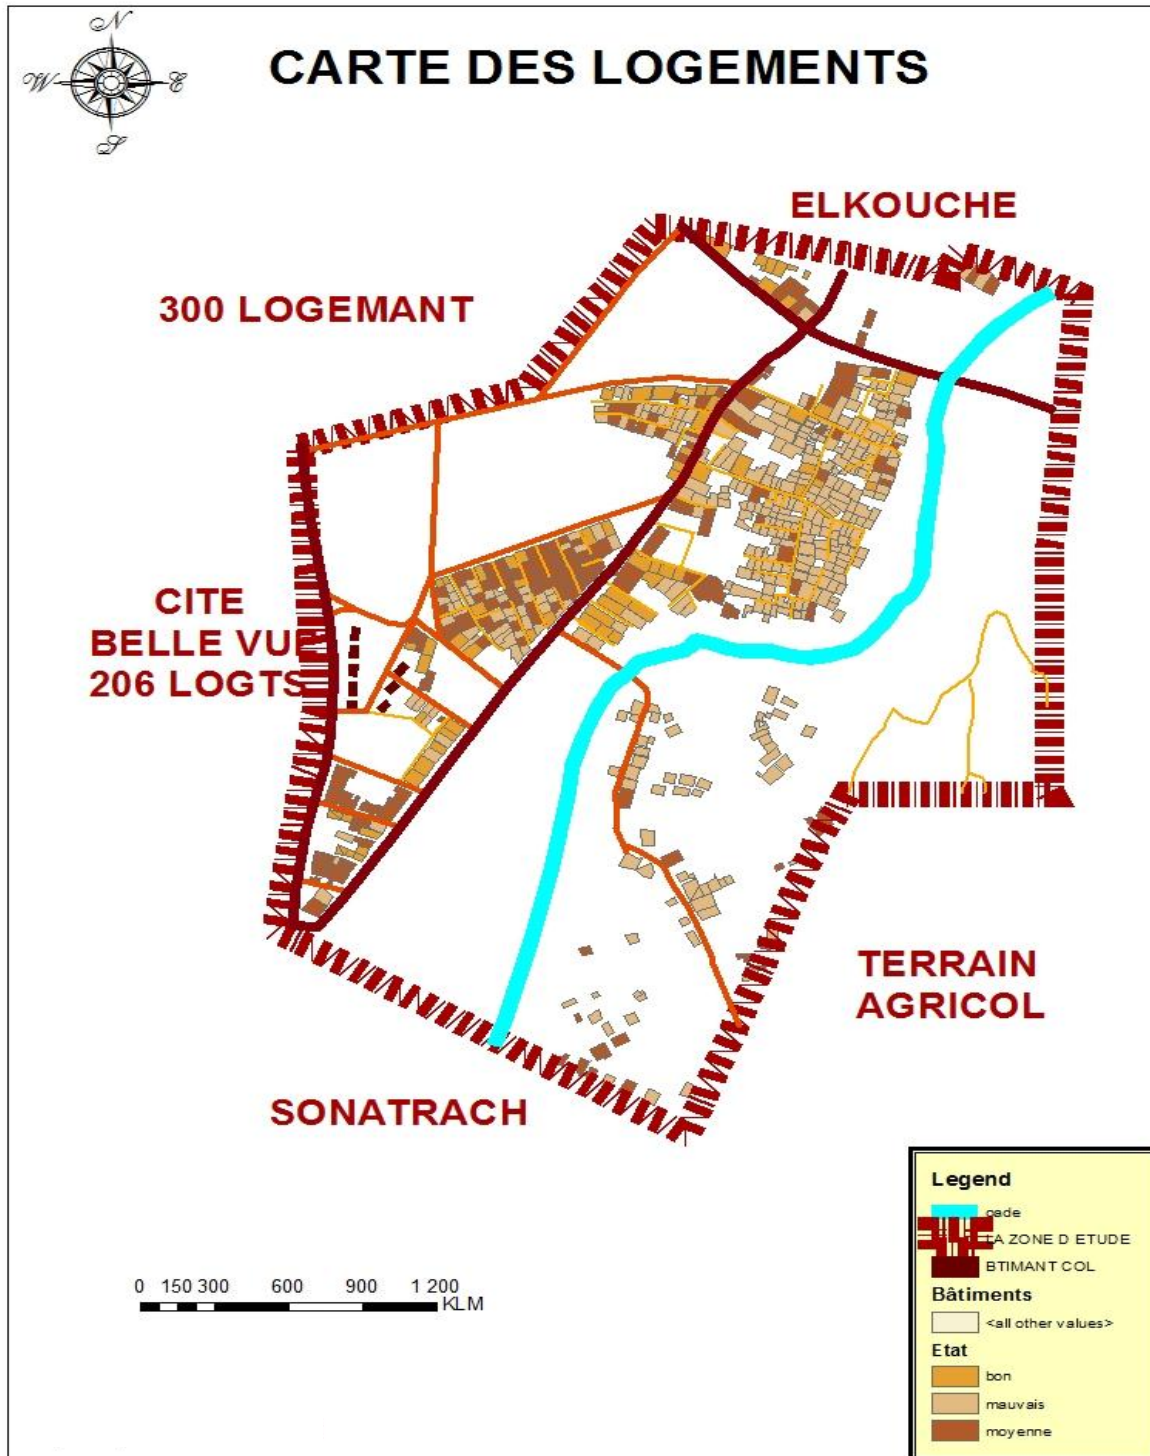 N
W E
S
CARTE DES LOGEMENTS
ELKOUCHE
300 LOGEMANT
CITE
BELLE VUE
206 LOGTS
TERRAIN
AGRICOL
SONATRACH
0 150 300 600 900 1 200
KLM
Legend
oade
LA ZONE D ETUDE
BTIMANT COL
Bâtiments
<all other values>
Etat
bon
mauvais
moyenne